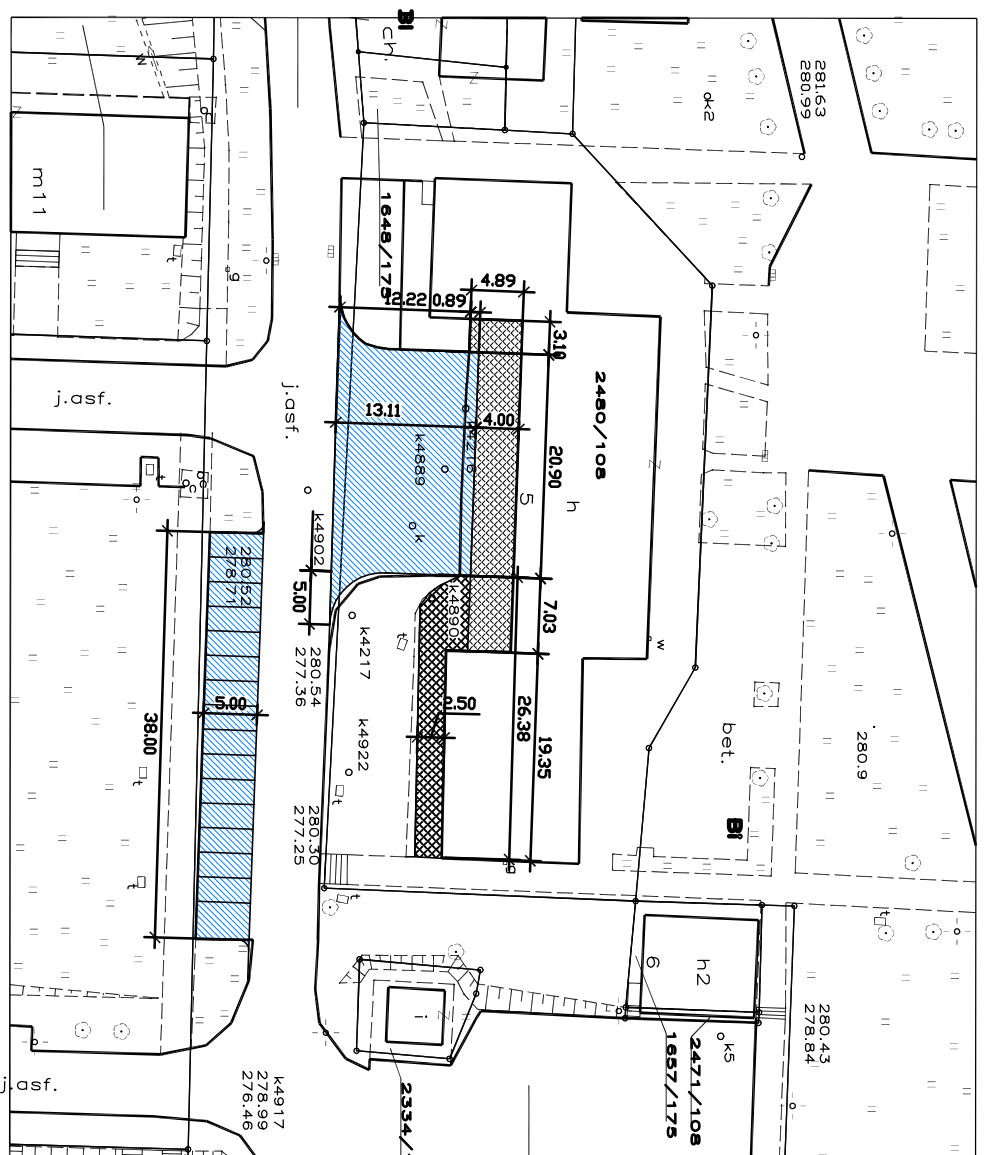 Bi
ch.
z
z
ok2
281.63
280.99
w
z
m11
t
g
1648/175
4.89
12.22
0.89
3.10
2480/108
z
j.asf.
j.asf.
13.11
4.00
k4889
20.90
5
h
k
k4902
5.00
280.52
278.71
t
k4890
7.03
w
t
k4217
280.54
277.36
5.00
38.00
2.50
26.38
19.35
k4922
bet.
280.9
t
t
280.30
277.25
Bi
g
t
t
t
6
h2
i
z
280.43
278.84
k5
2471/108
1657/175
j.asf.
k4917
278.99
276.46